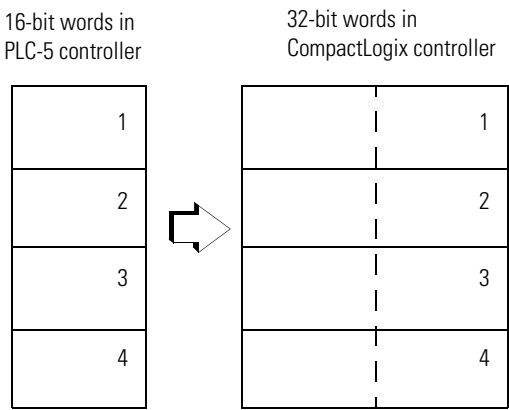 16-bit words in
PLC-5 controller
32-bit words in
CompactLogix controller
1
2
3
4
1
2
3
4